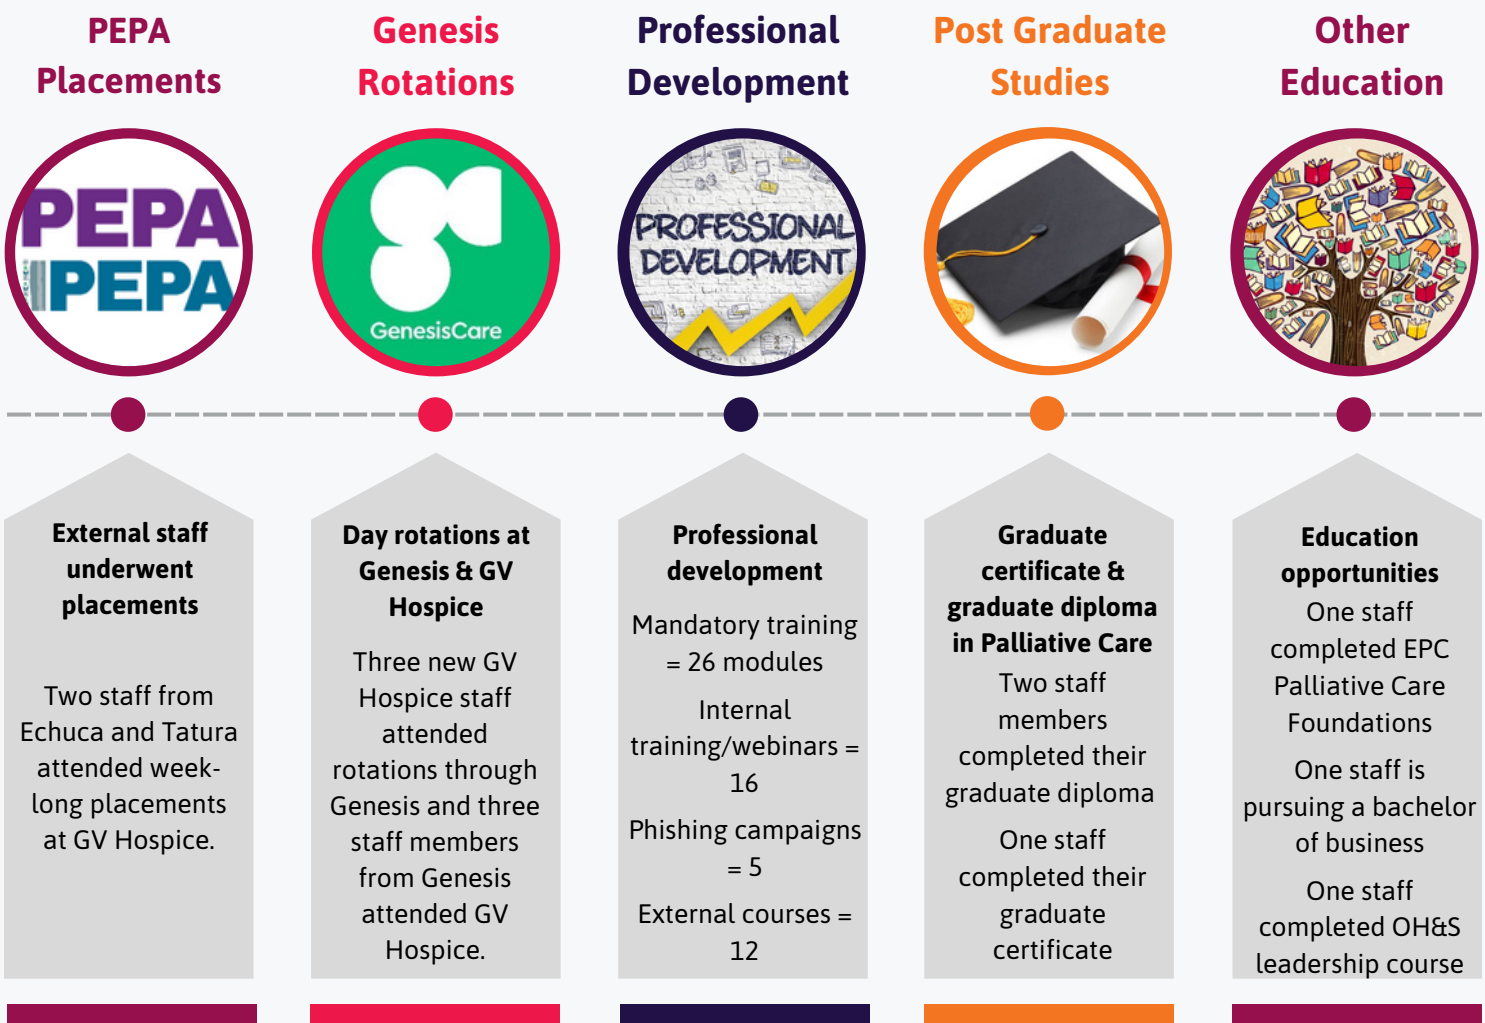 PEPA
Placements
Genesis
Rotations
Professional
Development
Post Graduate
Studies
Other
Education
PEPA
IPEPA
GenesisCare
PROFESSIONAL
DEVELOPMENT
External staff
underwent
placements
Two staff from
Echuca and Tatura
attended week-
long placements
at GV Hospice.
Day rotations at
Genesis & GV
Hospice
Three new GV
Hospice staff
attended
rotations through
Genesis and three
staff members
from Genesis
attended GV
Hospice.
Professional
development
Mandatory training
= 26 modules
Internal
training/webinars =
16
Phishing campaigns
= 5
External courses =
12
Graduate
certificate &
graduate diploma
in Palliative Care
Two staff
members
completed their
graduate diploma
One staff
completed their
graduate
certificate
Education
opportunities
One staff
completed EPC
Palliative Care
Foundations
One staff is
pursuing a bachelor
of business
One staff
completed OH&S
leadership course